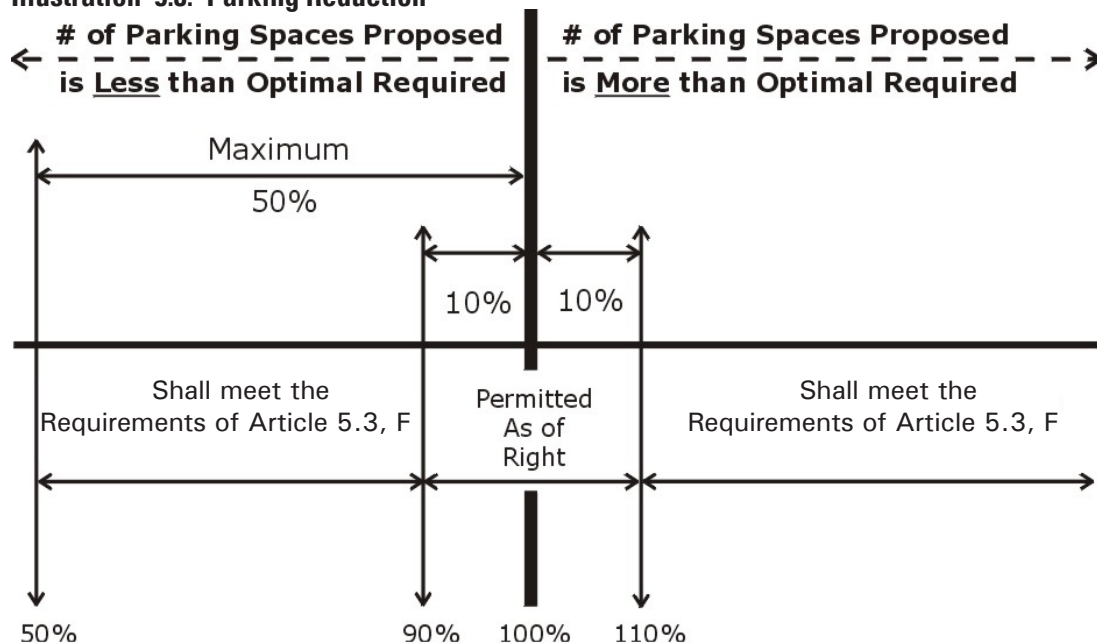 Illustration 5.3. Parking Reduction
# of Parking Spaces Proposed
is Less than Optimal Required
# of Parking Spaces Proposed
is More than Optimal Required
Maximum
50%
10%
10%
Shall meet the
Requirements of Article 5.3, F
Permitted
As of
Right
Shall meet the
Requirements of Article 5.3, F
50%
90%
100%
110%